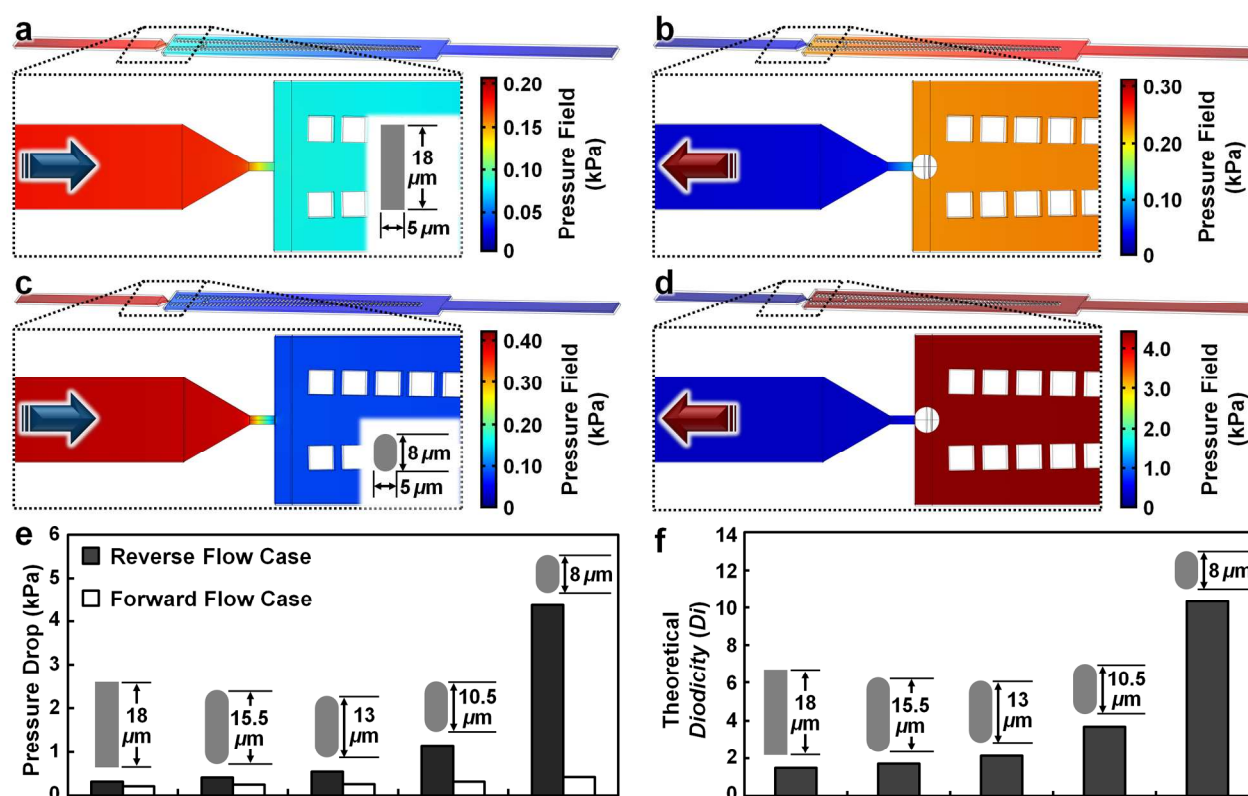 a
0.20
0.15
0.10
0.05
0
Pressure Field
(kPa)
18
µm
5 µm
b
0.30
0.20
0.10
0
Pressure Field
(kPa)
c
0.40
0.30
0.20
0.10
0
Pressure Field
(kPa)
8 µm
5 µm
d
4.0
3.0
2.0
1.0
0
Pressure Field
(kPa)
e
Pressure Drop (kPa)
6
5
4
3
2
1
0
Reverse Flow Case
Forward Flow Case
18
µm
15.5
µm
13
µm
10.5
µm
8 µm
f
Theoretical
Diodicity (Di)
14
12
10
8
6
4
2
0
18
µm
15.5
µm
13
µm
10.5
µm
8 µm